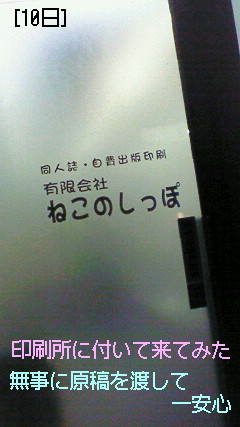 [10日]
同人誌・自費出版印刷
有限会社
ねこのしっぽ
印刷所に付いて来てみた
無事に原稿を渡して
一安心